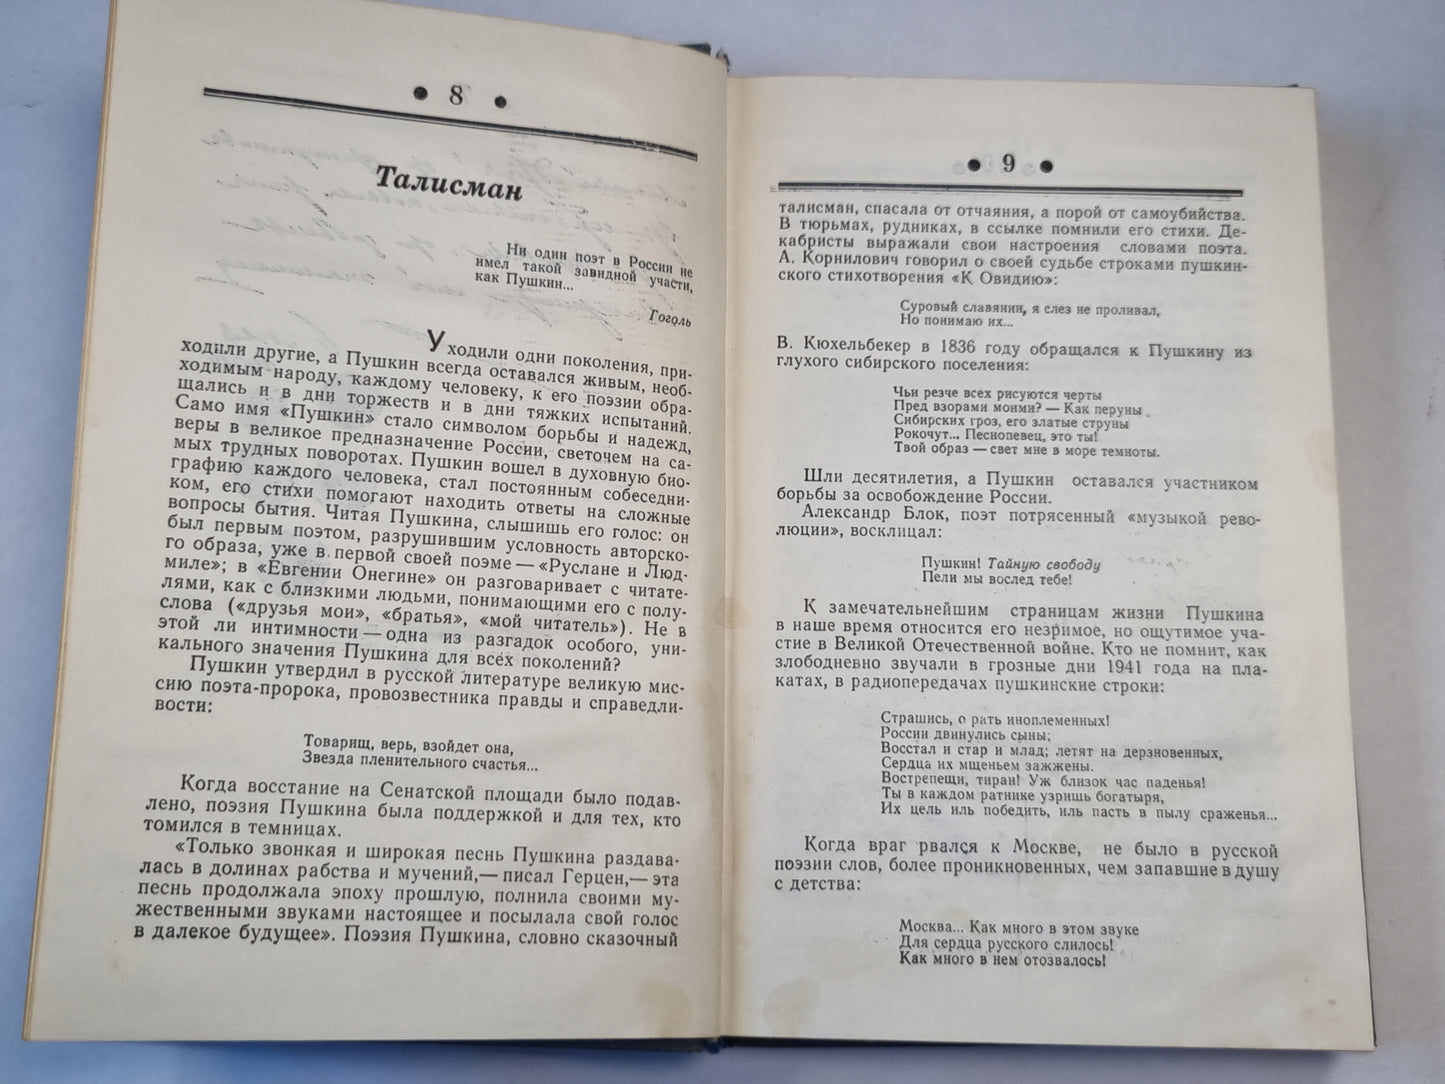 • 8 •
Талисман
Ни один поэт в России не
имел такой завидной участи,
как Пушкин...
Гоголь
Уходили одни поколения, при-
ходили другие, а Пушкин всегда оставался живым, необ-
ходимым народу, каждому человеку, к его поэзии обра-
щались и в дни торжеств и в дни тяжких испытаний.
Само имя «Пушкин» стало символом борьбы и надежд,
веры в великое предназначение России, светочем на са-
мых трудных поворотах. Пушкин вошел в духовную био-
графию каждого человека, стал постоянным собеседни-
ком, его стихи помогают находить ответы на сложные
вопросы бытия. Читая Пушкина, слышишь его голос: он
был первым поэтом, разрушившим условность авторско-
го образа, уже в первой своей поэме — «Руслане и Люд-
миле»; в «Евгении Онегине» он разговаривает с читате-
лями, как с близкими людьми, понимающими его с полу-
слова («друзья мои», «братья», «мой читатель»). Не в
этой ли интимности — одна из разгадок особого, уни-
кального значения Пушкина для всех поколений?
Пушкин утвердил в русской литературе великую мис-
сию поэта-пророка, провозвестника правды и справедли-
вости:
Товарищ, верь, взойдет она,
Звезда пленительного счастья...
Когда восстание на Сенатской площади было подав-
лено, поэзия Пушкина была поддержкой и для тех, кто
томился в темницах.
«Только звонкая и широкая песнь Пушкина раздава-
лась в долинах рабства и мучений,— писал Герцен,— эта
песнь продолжала эпоху прошлую, полнила своими му-
жественными звуками настоящее и посылала свой голос
в далекое будущее». Поэзия Пушкина, словно сказочный
• 9 •
талисман, спасала от отчаяния, а порой от самоубийства.
В тюрьмах, рудниках, в ссылке помнили его стихи. Де-
кабристы выражали свои настроения словами поэта.
А. Корнилович говорил о своей судьбе строками пушкин-
ского стихотворения «К Овидию»:
Суровый славянин, я слез не проливал,
Но понимаю их...
В. Кюхельбекер в 1836 году обращался к Пушкину из
глухого сибирского поселения:
Чьи резче всех рисуются черты
Пред взорами моими? — Как перуны
Сибирских гроз, его златые струны
Рокочут... Песнопевец, это ты!
Твой образ — свет мне в море темноты.
Шли десятилетия, а Пушкин оставался участником
борьбы за освобождение России.
Александр Блок, поэт потрясенный «музыкой рево-
люции», восклицал:
Пушкин! Тайную свободу
Пели мы вослед тебе!
К замечательнейшим страницам жизни Пушкина
в наше время относится его незримое, но ощутимое уча-
стие в Великой Отечественной войне. Кто не помнит, как
злободневно звучали в грозные дни 1941 года на пла-
катах, в радиопередачах пушкинские строки:
Страшись, о рать иноплеменных!
России двинулись сыны;
Восстал и стар и млад; летят на дерзновенных,
Сердца их мщеньем зажжены.
Вострепещи, тиран! Уж близок час паденья!
Ты в каждом ратнике узришь богатыря,
Их цель иль победить, иль пасть в пылу сраженья...
Когда враг рвался к Москве, не было в русской
поэзии слов, более проникновенных, чем запавшие в душу
с детства:
Москва... Как много в этом звуке
Для сердца русского слилось!
Как много в нем отозвалось!